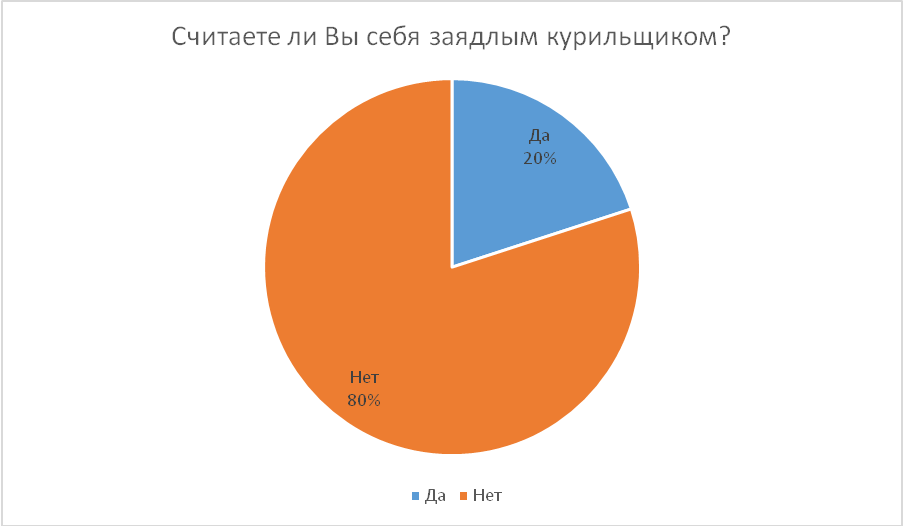 Считаете ли Вы себя заядлым курильщиком?
Да
20%
Нет
80%
Да Нет